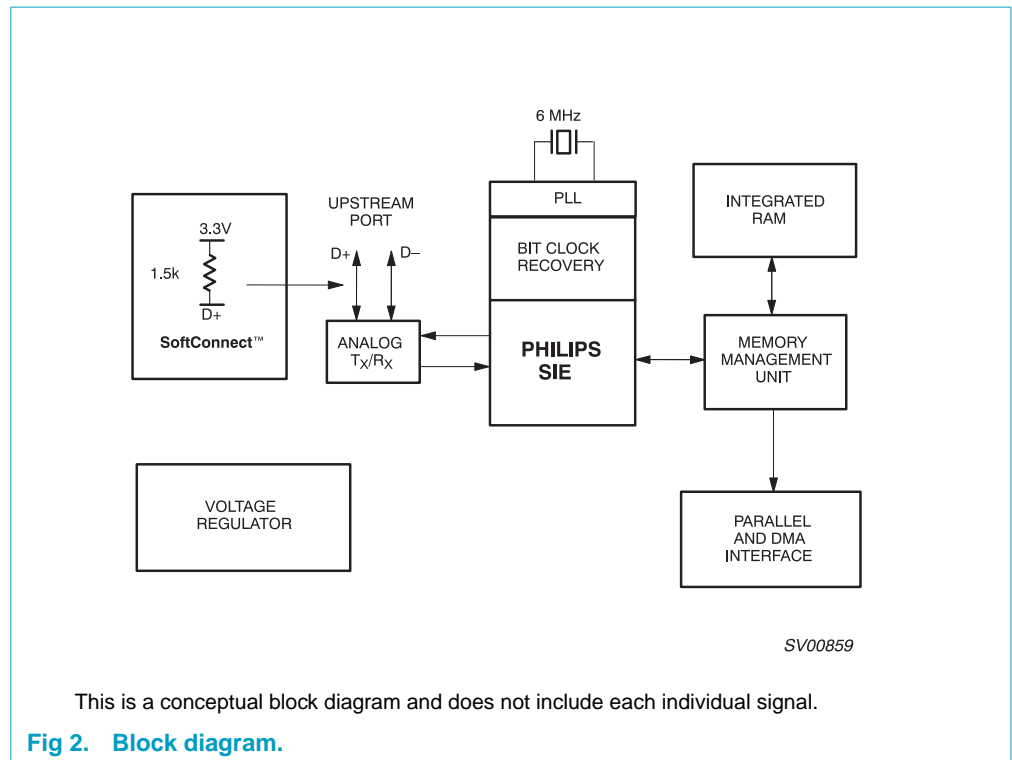 6 MHz
PLL
BIT CLOCK
RECOVERY
PHILIPS
SIE
UPSTREAM
PORT
D+
D–
3.3V
1.5k
D+
SoftConnect™
ANALOG
TX/RX
INTEGRATED
RAM
MEMORY
MANAGEMENT
UNIT
VOLTAGE
REGULATOR
PARALLEL
AND DMA
INTERFACE
SV00859
This is a conceptual block diagram and does not include each individual signal.
Fig 2. Block diagram.